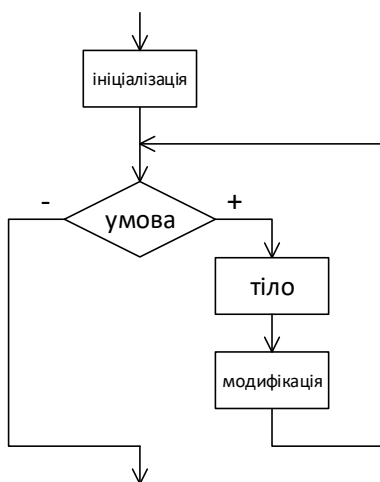 ініціалізація
- умова +
тіло
модифікація